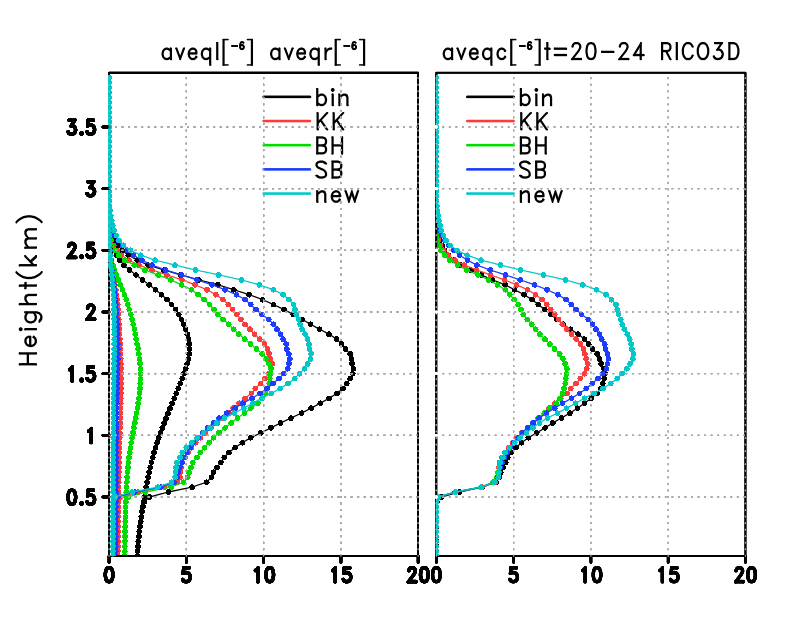 aveql[-6] aveqr[-6]
aveqc[-6]t=20-24 RICO3D
bin
KK
BH
SB
new
bin
KK
BH
SB
new
Height(km)
3.5
3
2.5
2
1.5
1
0.5
0 5 10 15 20
0 5 10 15 20